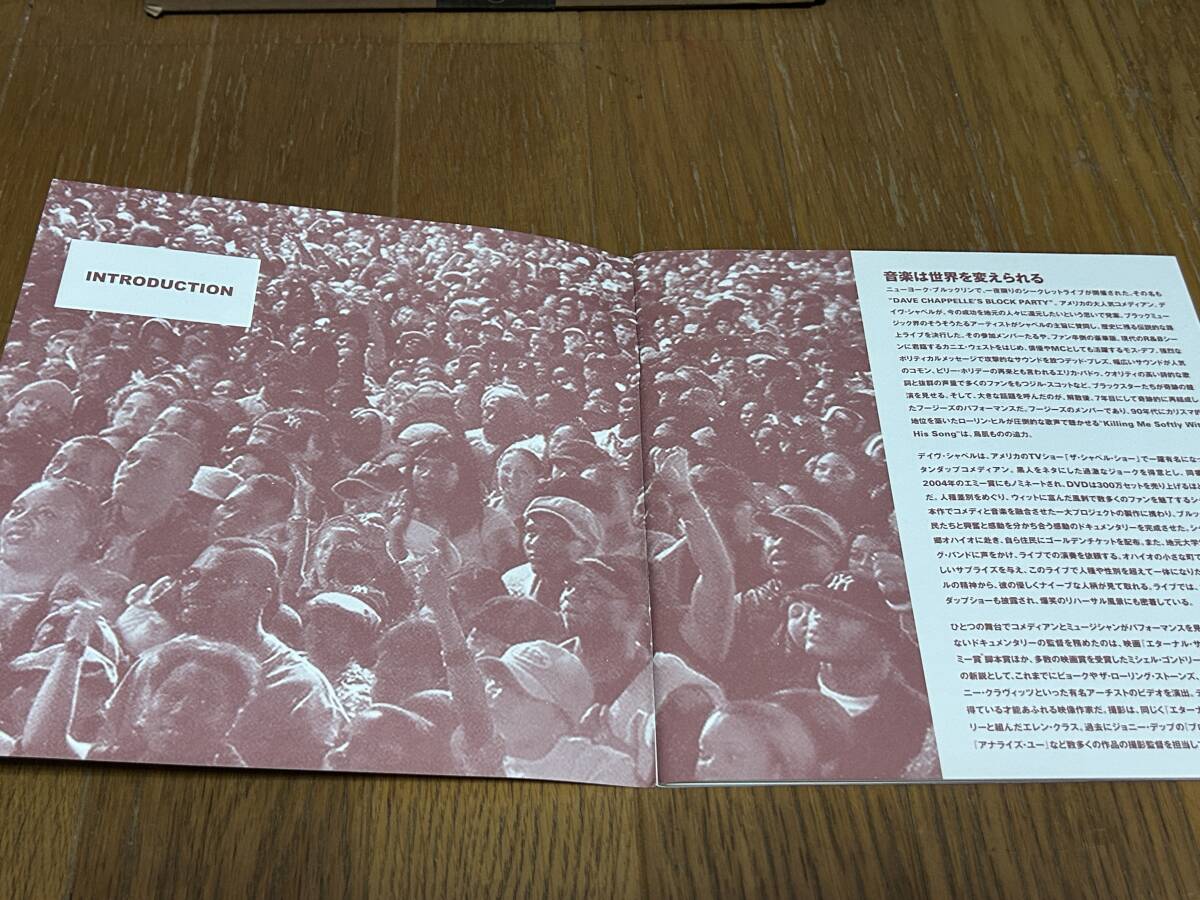 INTRODUCTION
音楽は世界を変えられる
ニューヨーク・ブルックリンで、一夜限りのシークレットライブが開催された。その名も
"DAVE CHAPPELLE'S BLOCK PARTY"。アメリカの大人気コメディアン、デ
イヴ・シャペルが、今の成功を地元の人々に還元したいという思いで発案。ブラックミュー
ジック界のそうそうたるアーティストがシャペルの主旨に賛同し、歴史に残る伝説的な路
上ライブを決行した。その参加メンバーたるや、ファン卒倒の豪華版。現代のR&Bシー
ンに君臨するカニエ・ウェストをはじめ、俳優やMCとしても活躍するモス・デフ、強烈な
ポリティカルメッセージで攻撃的なサウンドを放つデッド・プレズ、幅広いサウンドが人気
のコモン、ビリー・ホリデーの再来とも言われるエリカ・バドゥ、クオリティの高い詩的な歌
詞と抜群の声量で多くのファンをもつジル・スコットなど、ブラックスターたちが奇跡の競
演を見せる。そして、大きな話題を呼んだのが、解散後、7年目にして奇跡的に再結成し
たフージーズのパフォーマンスだ。フージーズのメンバーであり、90年代にカリスマ的
地位を築いたローリン・ヒルが圧倒的な歌声で聴かせる"Killing Me Softly Wit
His Song"は、鳥肌ものの迫力。
デイヴ・シャペルは、アメリカのTVショー「ザ・シャペル・ショー」で一躍有名になっ
タンダップコメディアン。黒人をネタにした過激なジョークを得意とし、同番
2004年のエミー賞にもノミネートされ、DVDは300万セットを売り上げるほど
だ。人種差別をめぐり、ウィットに富んだ風刺で数多くのファンを魅了するシャ
本作でコメディと音楽を融合させた一大プロジェクトの製作に携わり、ブルック
民たちと興奮と感動を分かち合う感動のドキュメンタリーを完成させた。シャ
郷オハイオに赴き、自ら住民にゴールデンチケットを配布。また、地元大学
グ・バンドに声をかけ、ライブでの演奏を依頼する。オハイオの小さな町で
しいサプライズを与え、このライブで人種や性別を超えて一体になりた
ルの精神から、彼の優しくナイーブな人柄が見て取れる。ライブでは、
ダップショーも披露され、爆笑のリハーサル風景にも密着している。
ひとつの舞台でコメディアンとミュージシャンがパフォーマンスを見
ないドキュメンタリーの監督を務めたのは、映画『エターナル・サ
ミー賞 脚本賞ほか、多数の映画賞を受賞したミシェル・ゴンドリー
の新説として、これまでにビョークやザ・ローリング・ストーンズ、
ニー・クラヴィッツといった有名アーチストのビデオを演出。テ
得ている才能あふれる映像作家だ。撮影は、同じく『エターナ
リーと組んだエレン・クラス。過去にジョニー・デップの『ブロ
『アナライズ・ユー』など数多くの作品の撮影監督を担当して